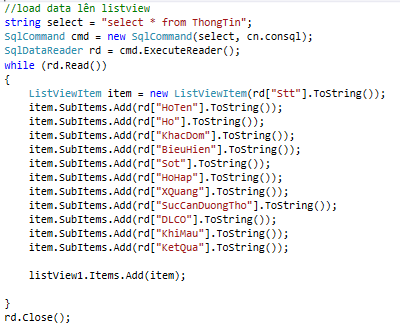 //load data lên listview
string select = "select * from ThongTin";
SqlCommand cmd = new SqlCommand(select, cn.consql);
SqlDataReader rd = cmd.ExecuteReader();
while (rd.Read())
{
    ListViewItem item = new ListViewItem(rd["Stt"].ToString());
    item.SubItems.Add(rd["HoTen"].ToString());
    item.SubItems.Add(rd["Ho"].ToString());
    item.SubItems.Add(rd["KhacDom"].ToString());
    item.SubItems.Add(rd["BieuHien"].ToString());
    item.SubItems.Add(rd["Sot"].ToString());
    item.SubItems.Add(rd["HoHap"].ToString());
    item.SubItems.Add(rd["XQuang"].ToString());
    item.SubItems.Add(rd["SucCanDuongTho"].ToString());
    item.SubItems.Add(rd["DLCO"].ToString());
    item.SubItems.Add(rd["KhiMau"].ToString());
    item.SubItems.Add(rd["KetQua"].ToString());

    listView1.Items.Add(item);

}
rd.Close();